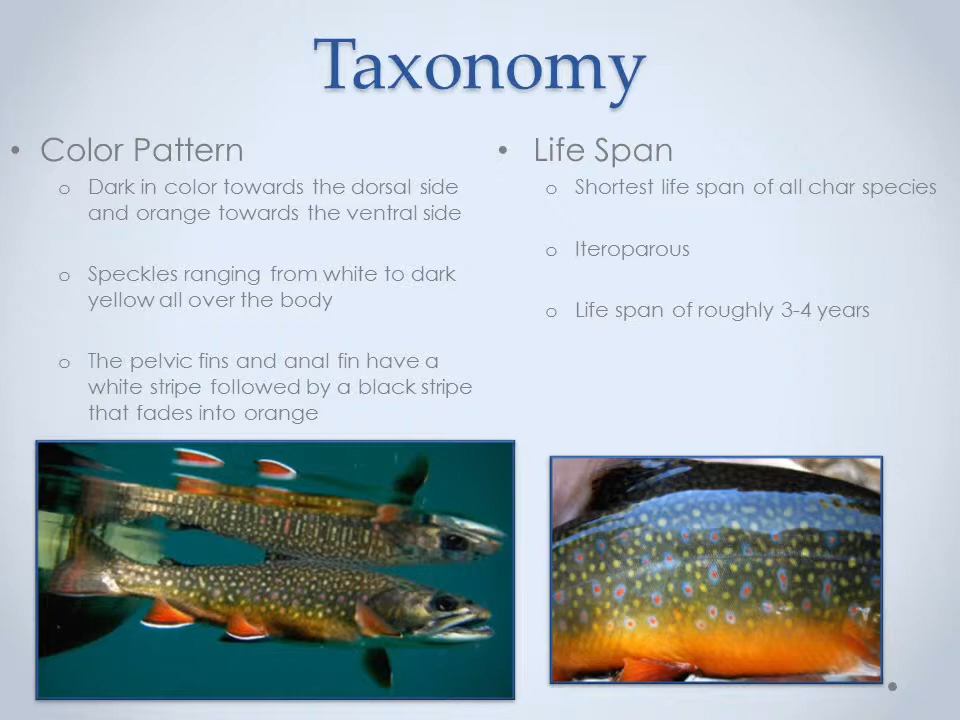 Taxonomy
• Color Pattern
o Dark in color towards the dorsal side
and orange towards the ventral side
o Speckles ranging from white to dark
yellow all over the body
o The pelvic fins and anal fin have a
white stripe followed by a black stripe
that fades into orange
• Life Span
o Shortest life span of all char species
o Iteroparous
o Life span of roughly 3-4 years